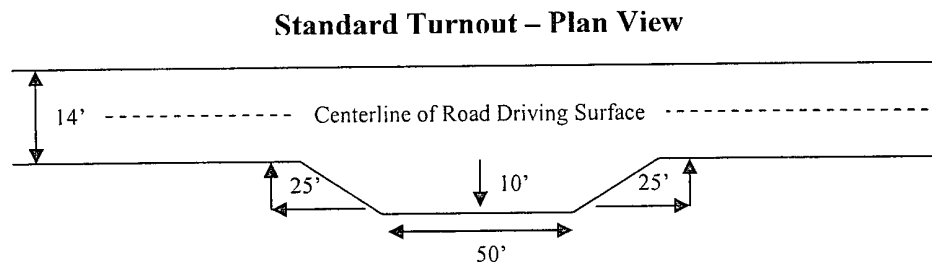 Standard Turnout – Plan View
14’
Centerline of Road Driving Surface
25’
10’
25’
50’